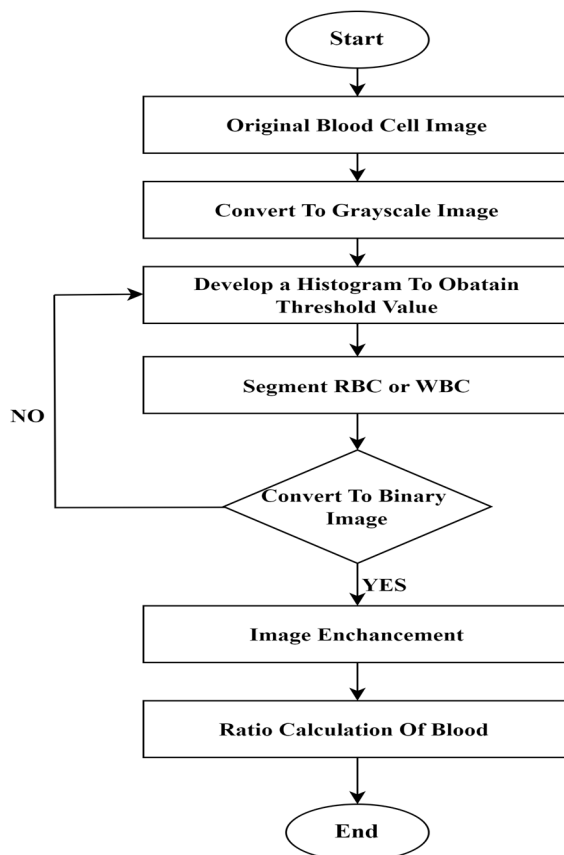 Start
Original Blood Cell Image
Convert To Grayscale Image
Develop a Histogram To Obatain
Threshold Value
Segment RBC or WBC
NO
Convert To Binary
Image
YES
Image Enchancement
Ratio Calculation Of Blood
End